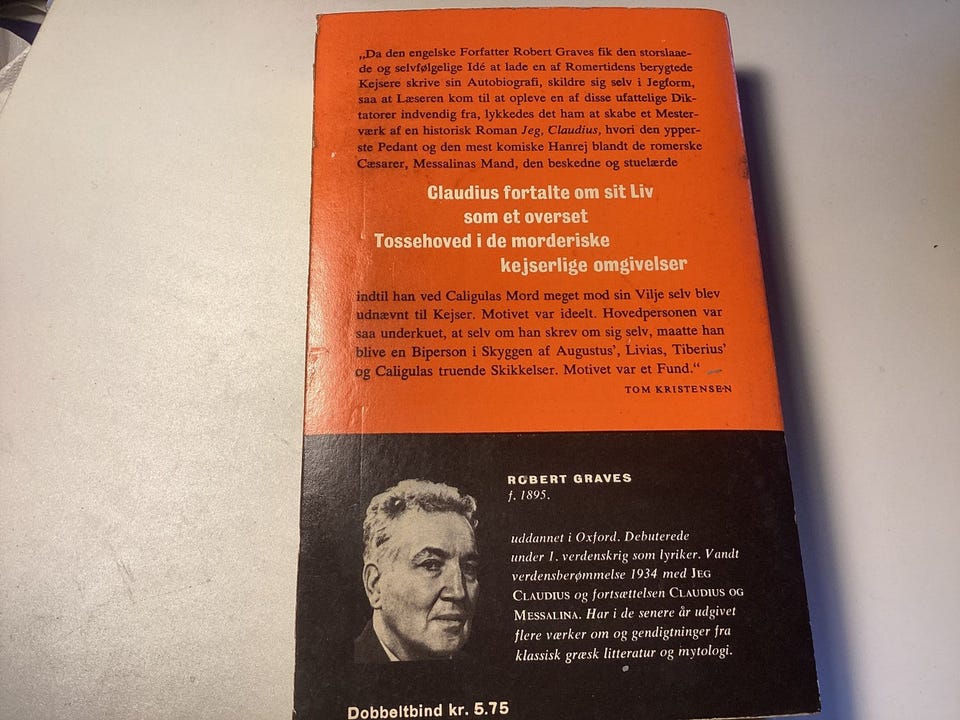 „Da den engelske Forfatter Robert Graves fik den storslaae-
de og selvfølgelige Idé at lade en af Romertidens berygtede
Kejsere skrive sin Autobiografi, skildre sig selv i Jegform,
saa at Læseren kom til at opleve en af disse ufattelige Dik-
tatorer indvendig fra, lykkedes det ham at skabe et Mester-
værk af en historisk Roman Jeg, Claudius, hvori den ypper-
ste Pedant og den mest komiske Hanrej blandt de romerske
Cæsarer, Messalinas Mand, den beskedne og stuelærde
Claudius fortalte om sit Liv
som et overset
Tossehoved i de morderiske
kejserlige omgivelser
indtil han ved Caligulas Mord meget mod sin Vilje selv blev
udnævnt til Kejser. Motivet var ideelt. Hovedpersonen var
saa underkuet, at selv om han skrev om sig selv, maatte han
blive en Biperson i Skyggen af Augustus', Livias, Tiberius'
og Caligulas truende Skikkelser. Motivet var et Fund.“
TOM KRISTENSEN
ROBERT GRAVES
f. 1895.
uddannet i Oxford. Debuterede
under 1. verdenskrig som lyriker. Vandt
verdensberømmelse 1934 med JEG
CLAUDIUS og fortsættelsen CLAUDIUS OG
MESSALINA. Har i de senere år udgivet
flere værker om og gendigtninger fra
klassisk græsk litteratur og mytologi.
Dobbeltbind kr. 5.75